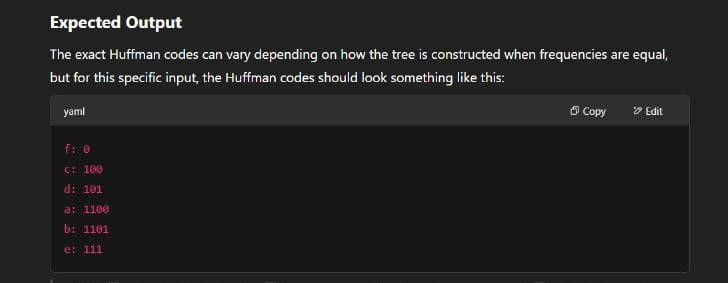 Expected Output
The exact Huffman codes can vary depending on how the tree is constructed when frequencies are equal,
but for this specific input, the Huffman codes should look something like this:
yaml Copy Edit
f: 0
c: 100
d: 101
a: 1100
b: 1101
e: 111